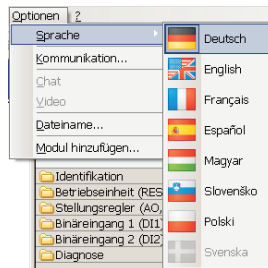 Optionen ?
Sprache
Kommunikation...
Chat
Video
Dateiname...
Modul hinzufügen...
Deutsch
English
Français
Español
Magyar
Slovenško
Polski
Svenska
Identifikation
Betriebseinheit (RES
Stellungsregler (AO,
Binäreingang 1 (DI1)
Binäreingang 2 (DI2)
Diagnose